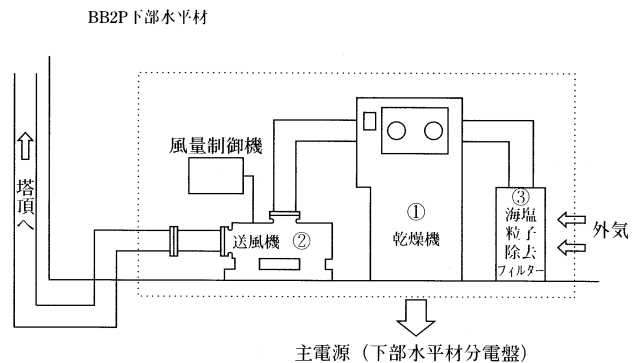 BB2P下部水平材
風量制御機
塔頂へ
送風機 ②
①
乾燥機
③
海塩
粒子
除去
フィルター
外気
主電源（下部水平材分電盤）